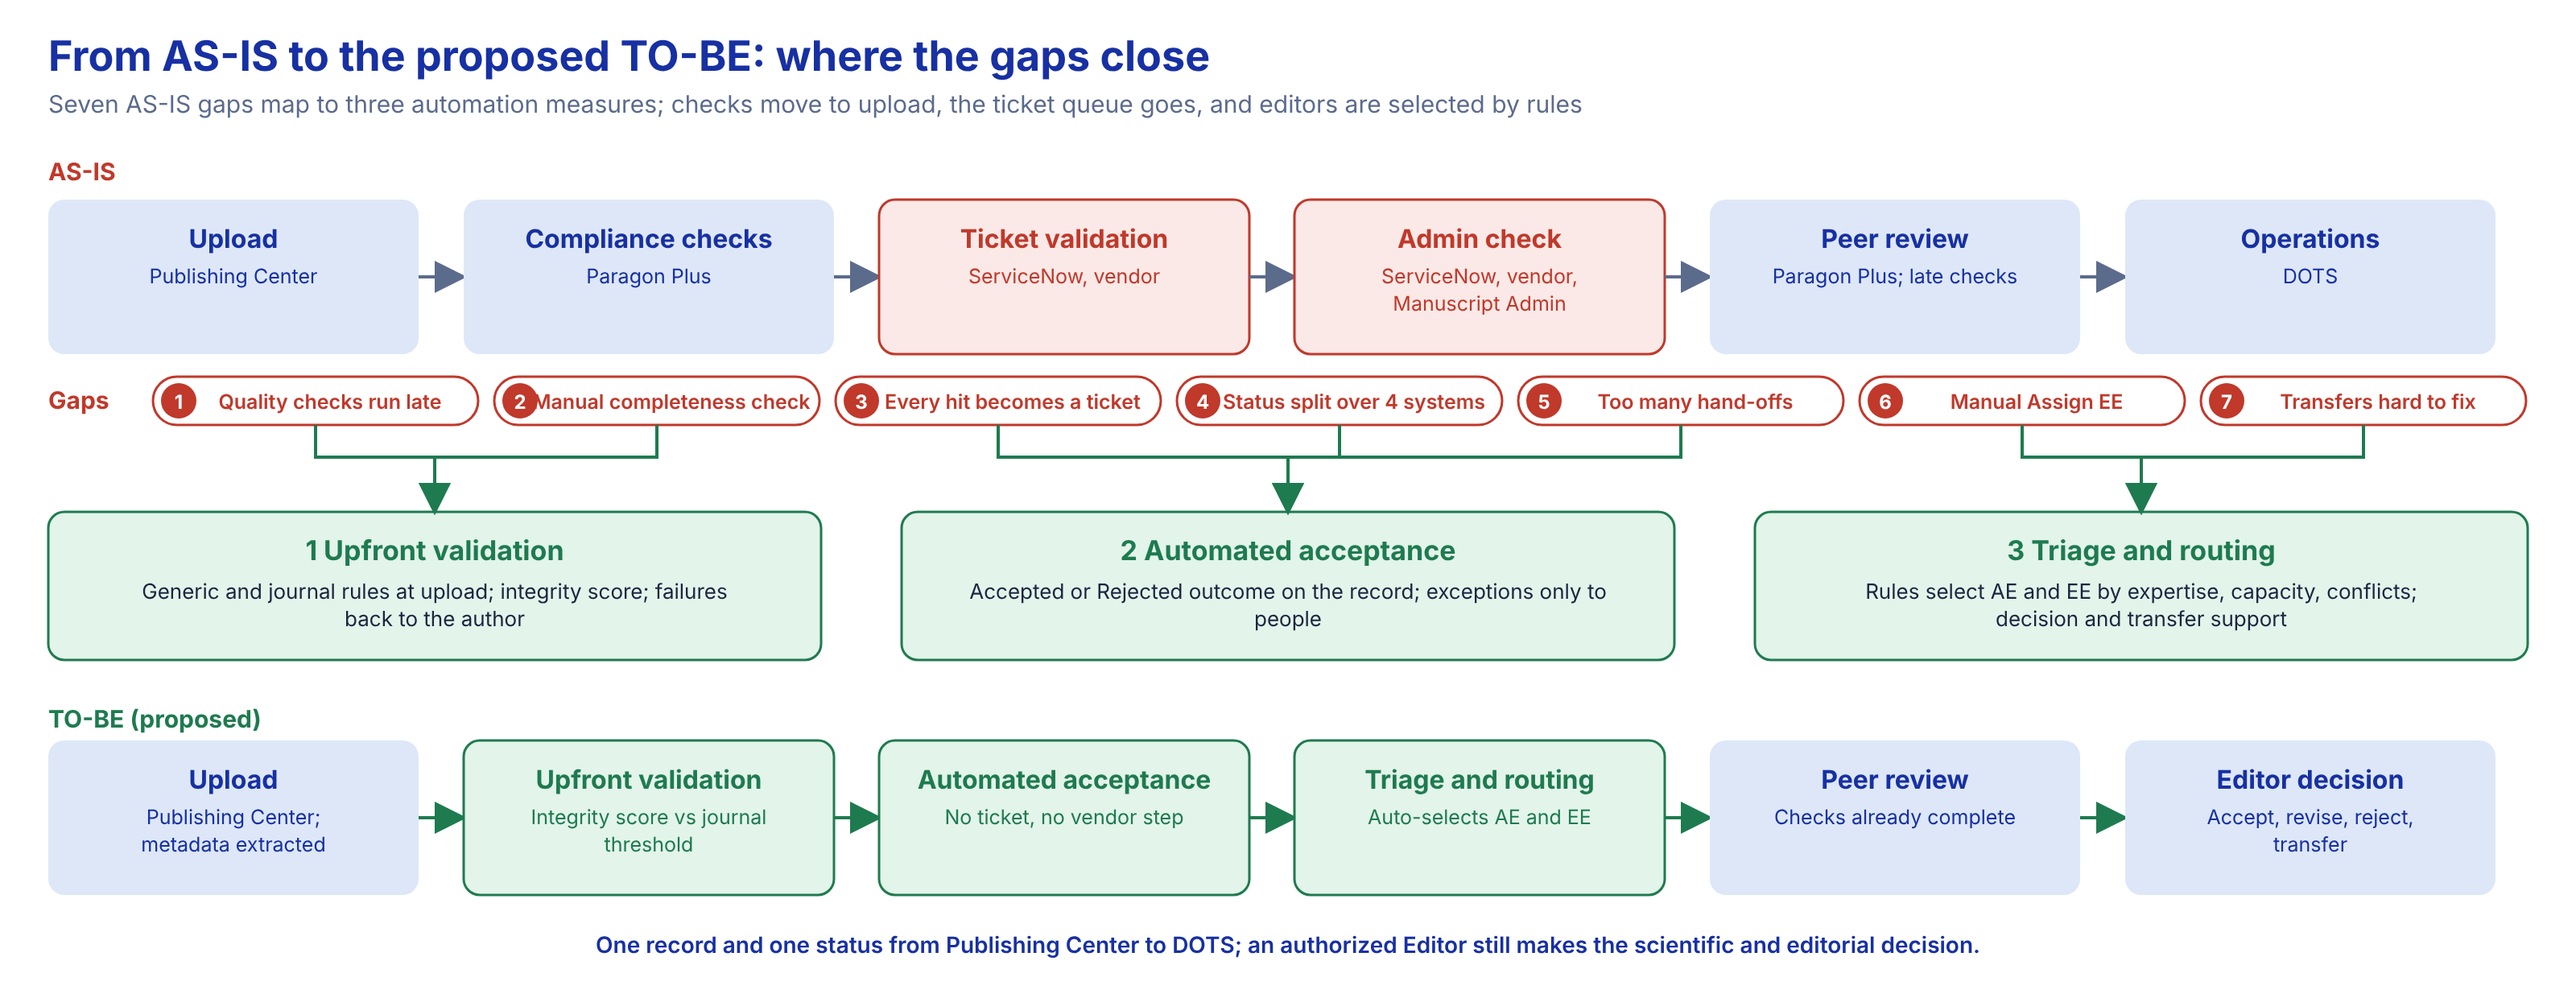 From AS-IS to the proposed TO-BE: where the gaps close
Seven AS-IS gaps map to three automation measures; checks move to upload, the ticket queue goes, and editors are selected by rules
AS-IS
Upload
Publishing Center
Compliance checks
Paragon Plus
Ticket validation
ServiceNow, vendor
Admin check
ServiceNow, vendor,
Manuscript Admin
Peer review
Paragon Plus; late checks
Operations
DOTS
Gaps
1 Quality checks run late
2 Manual completeness check
3 Every hit becomes a ticket
4 Status split over 4 systems
5 Too many hand-offs
6 Manual Assign EE
7 Transfers hard to fix
1 Upfront validation
Generic and journal rules at upload; integrity score; failures
back to the author
2 Automated acceptance
Accepted or Rejected outcome on the record; exceptions only to
people
3 Triage and routing
Rules select AE and EE by expertise, capacity, conflicts;
decision and transfer support
TO-BE (proposed)
Upload
Publishing Center;
metadata extracted
Upfront validation
Integrity score vs journal
threshold
Automated acceptance
No ticket, no vendor step
Triage and routing
Auto-selects AE and EE
Peer review
Checks already complete
Editor decision
Accept, revise, reject,
transfer
One record and one status from Publishing Center to DOTS; an authorized Editor still makes the scientific and editorial decision.